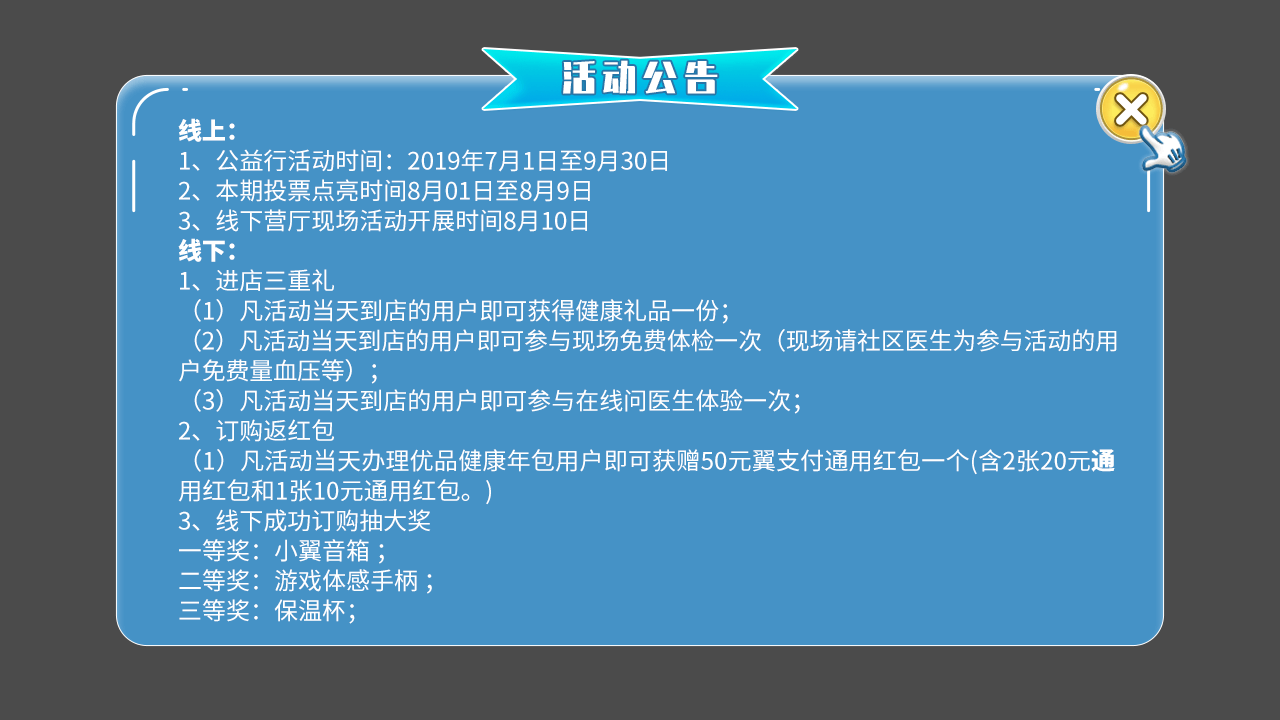 活动公告
线上：
1、公益行活动时间：2019年7月1日至9月30日
2、本期投票点亮时间8月01日至8月9日
3、线下营厅现场活动开展时间8月10日
线下：
1、进店三重礼
（1）凡活动当天到店的用户即可获得健康礼品一份；
（2）凡活动当天到店的用户即可参与现场免费体检一次（现场请社区医生为参与活动的用
户免费量血压等）；
（3）凡活动当天到店的用户即可参与在线问医生体验一次；
2、订购返红包
（1）凡活动当天办理优品健康年包用户即可获赠50元翼支付通用红包一个(含2张20元通
用红包和1张10元通用红包。)
3、线下成功订购抽大奖
一等奖：小翼音箱 ；
二等奖：游戏体感手柄 ；
三等奖：保温杯；